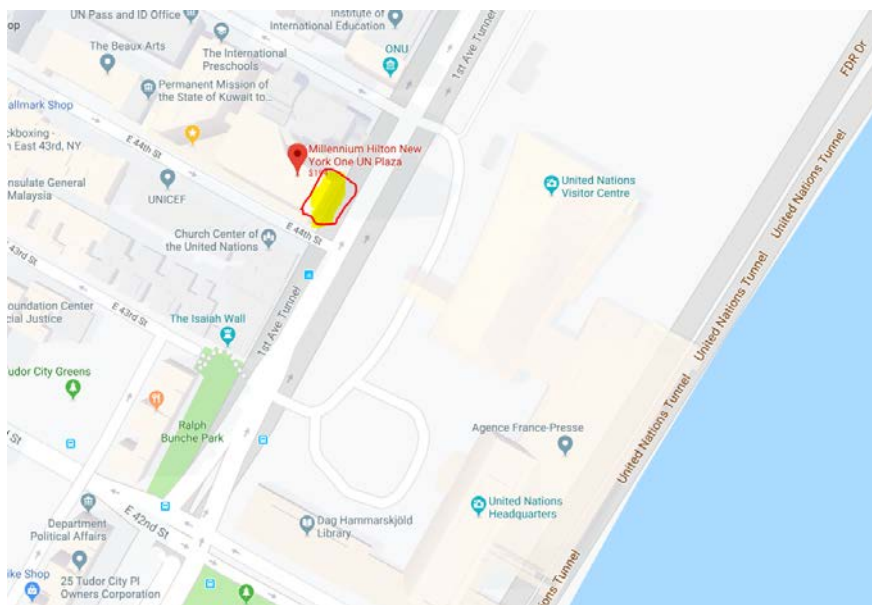 UN Pass and ID Office
Institute of
International Education
op
The Beaux Arts
The International
Preschools
ONU
1st Ave Tunnel
FDR Dr
Permanent Mission of
the State of Kuwait to...
allmark Shop
ckboxing -
n East 43rd, NY
E 44th St
Millennium Hilton New
York One UN Plaza
United Nations
Visitor Centre
United Nations Tunnel
nsulate General
Malaysia
UNICEF
Church Center of
the United Nations
E 44th St
United Nations Tunnel
E 43rd St
E 43rd St
oundation Center
cial Justice
The Isaiah Wall
1st Ave Tunnel
United Nations Tunnel
udor City Greens
Ralph
Bunche Park
Agence France-Presse
United Nations Tunnel
St
E 42nd St
Dag Hammarskjöld
Library
United Nations
Headquarters
Department
Political Affairs
ike Shop
25 Tudor City Pl
Owners Corporation
ns Tunnel